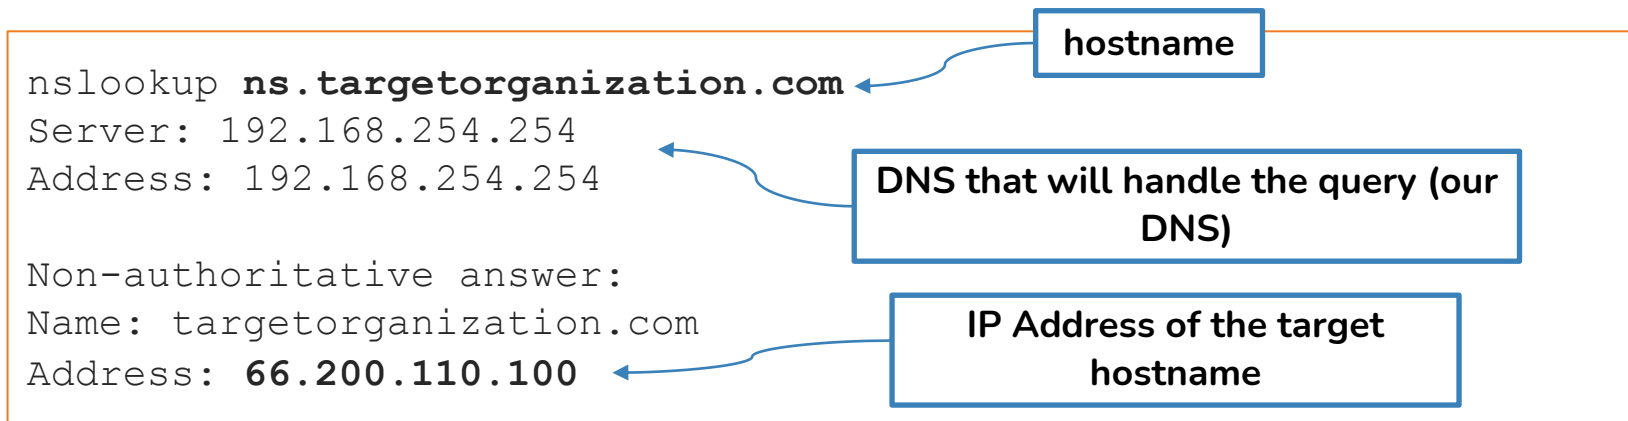 hostname
nslookup ns.targetorganization.com
Server: 192.168.254.254
Address: 192.168.254.254
DNS that will handle the query (our
DNS)
Non-authoritative answer:
Name: targetorganization.com
Address: 66.200.110.100
IP Address of the target
hostname